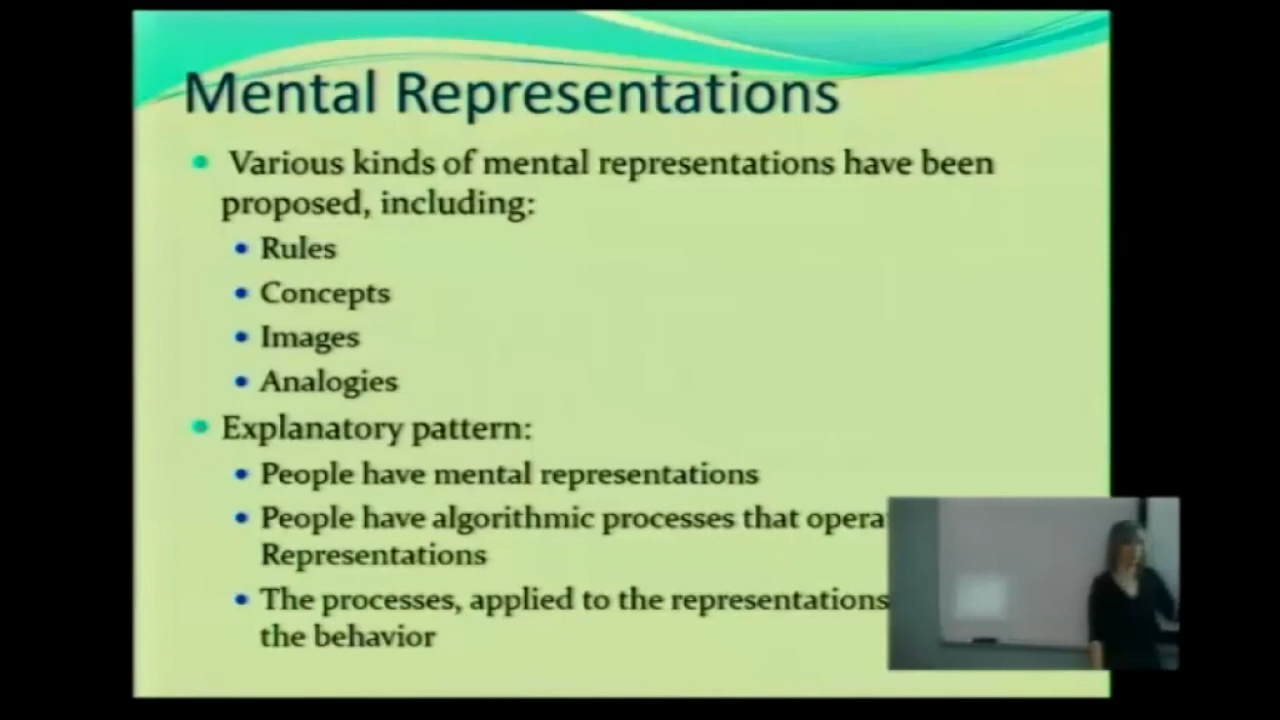 Mental Representations
• Various kinds of mental representations have been
proposed, including:
• Rules
• Concepts
• Images
• Analogies
• Explanatory pattern:
• People have mental representations
• People have algorithmic processes that opera
Representations
• The processes, applied to the representations
the behavior